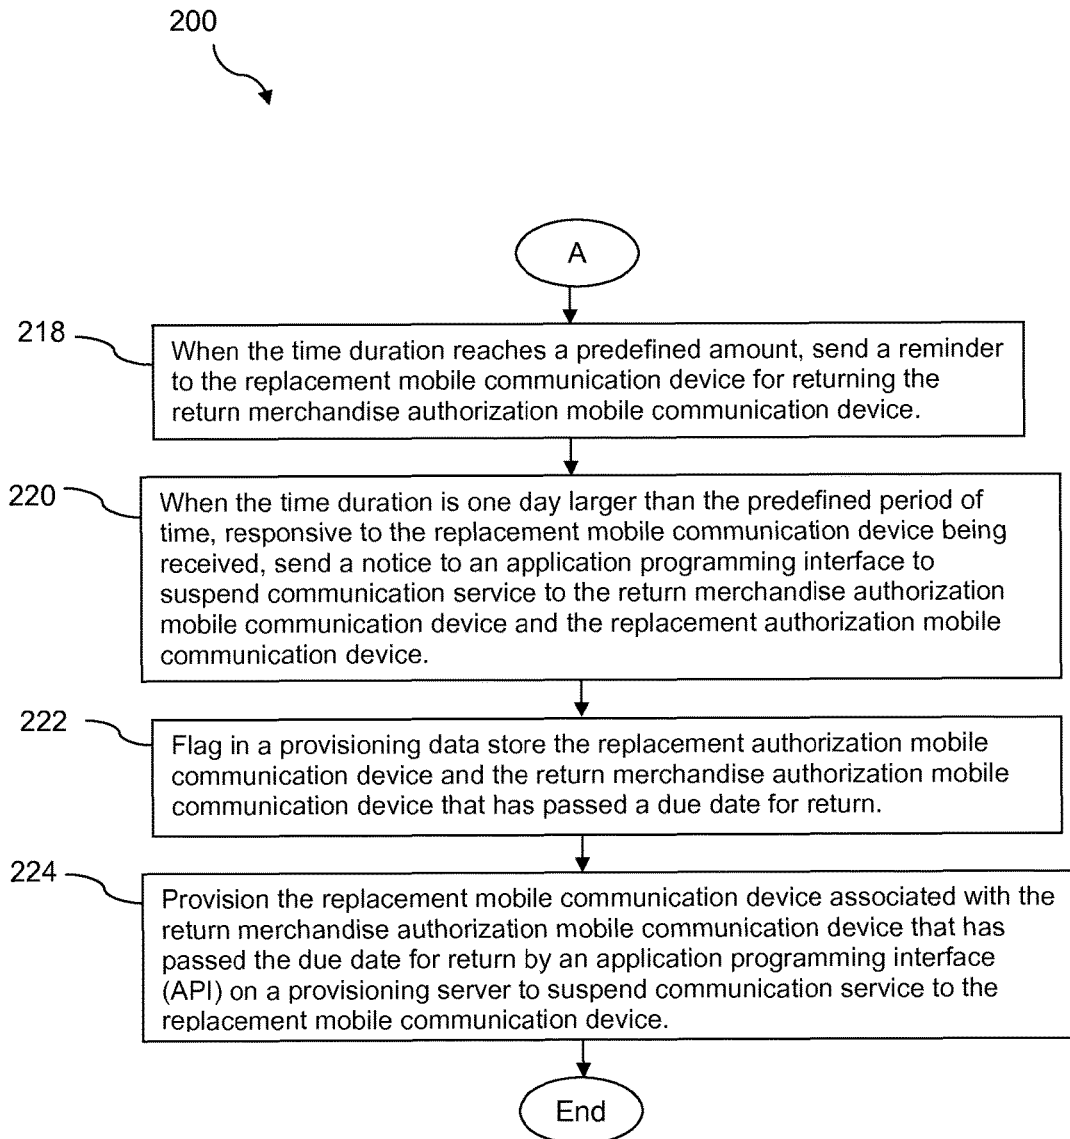 200
A
218
When the time duration reaches a predefined amount, send a reminder
to the replacement mobile communication device for returning the
return merchandise authorization mobile communication device.
220
When the time duration is one day larger than the predefined period of
time, responsive to the replacement mobile communication device being
received, send a notice to an application programming interface to
suspend communication service to the return merchandise authorization
mobile communication device and the replacement authorization mobile
communication device.
222
Flag in a provisioning data store the replacement authorization mobile
communication device and the return merchandise authorization mobile
communication device that has passed a due date for return.
224
Provision the replacement mobile communication device associated with the
return merchandise authorization mobile communication device that has
passed the due date for return by an application programming interface
(API) on a provisioning server to suspend communication service to the
replacement mobile communication device.
End